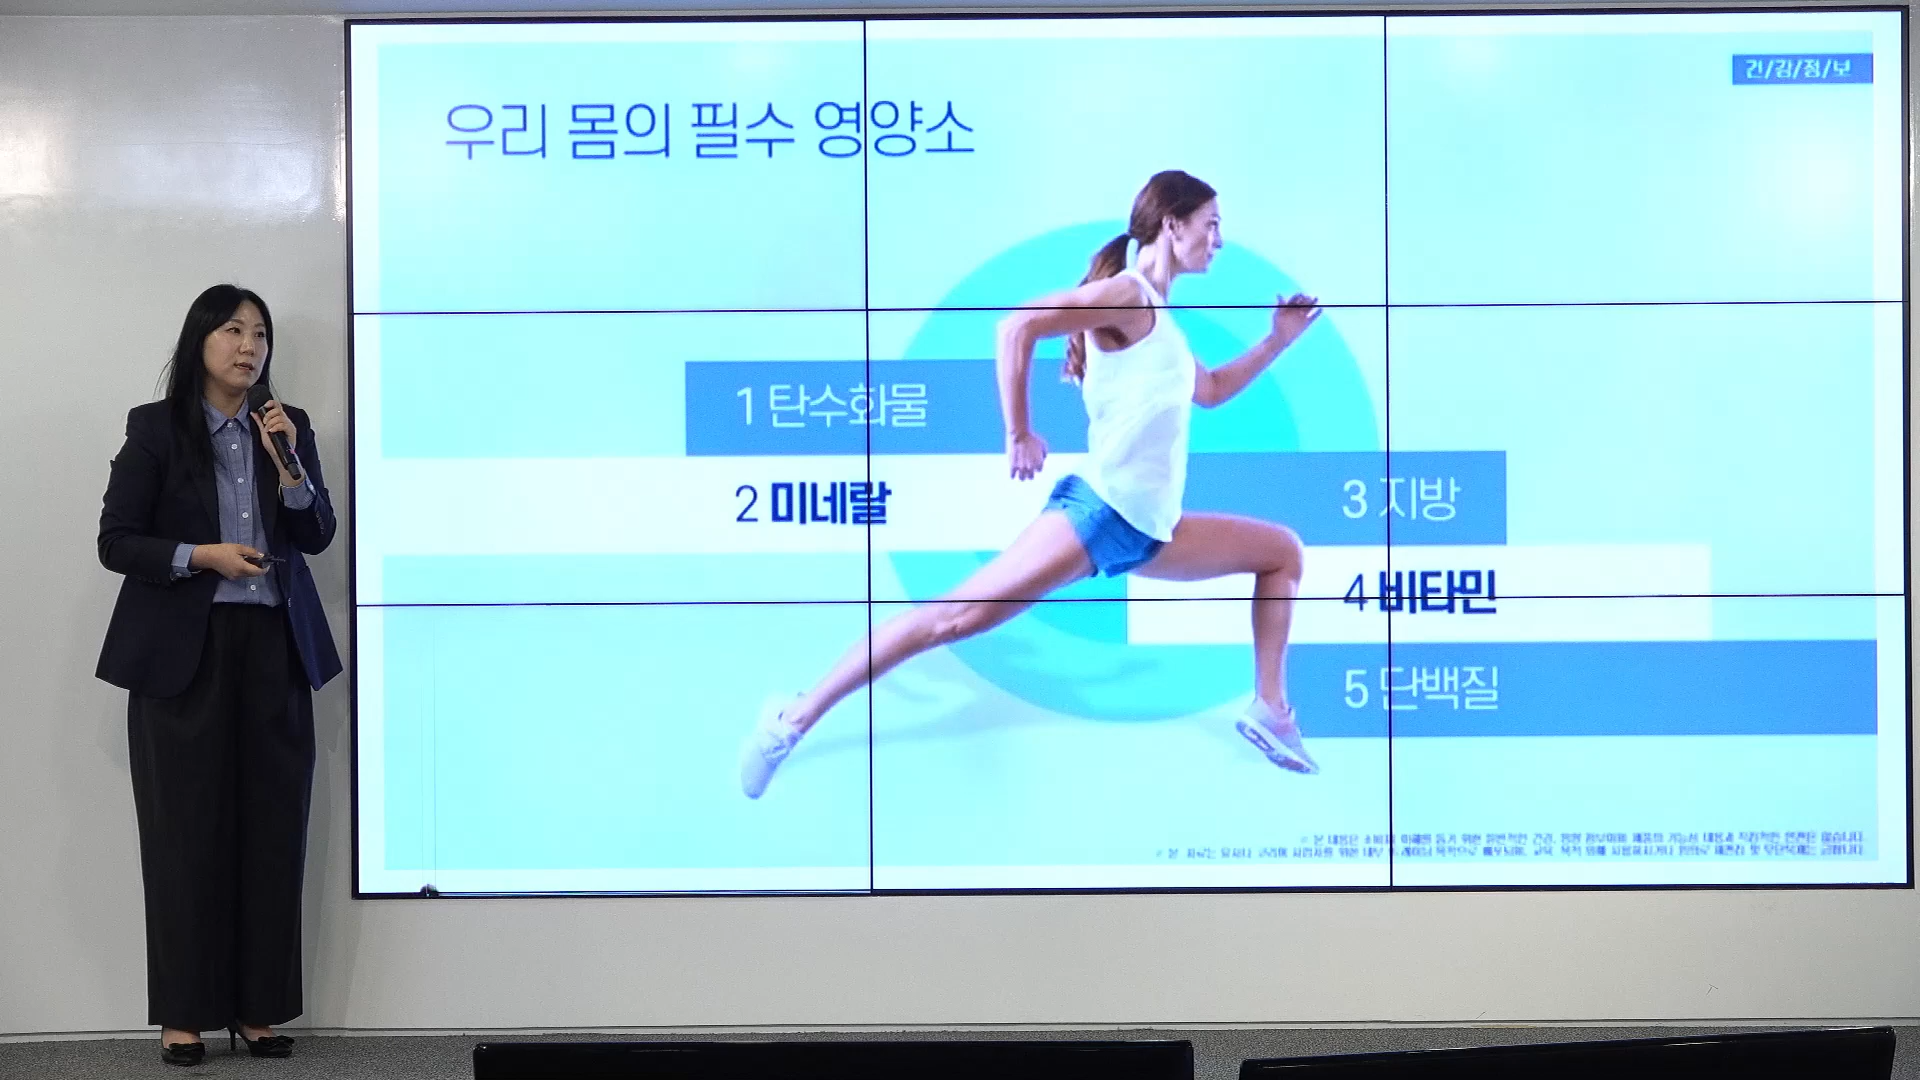 건/강/정/보
우리 몸의 필수 영양소
1 탄수화물
2 미네랄
3 지방
4 비타민
5 단백질